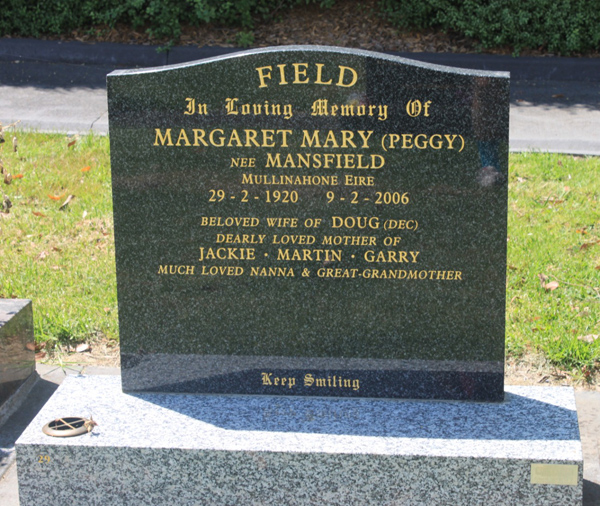 FIELD
In Loving Memory Of
MARGARET MARY (PEGGY)
NEE MANSFIELD
MULLINAHONE EIRE
29 - 2 - 1920 9 - 2 - 2006
BELOVED WIFE OF DOUG (DEC)
DEARLY LOVED MOTHER OF
JACKIE · MARTIN · GARRY
MUCH LOVED NANNA & GREAT-GRANDMOTHER
Keep Smiling